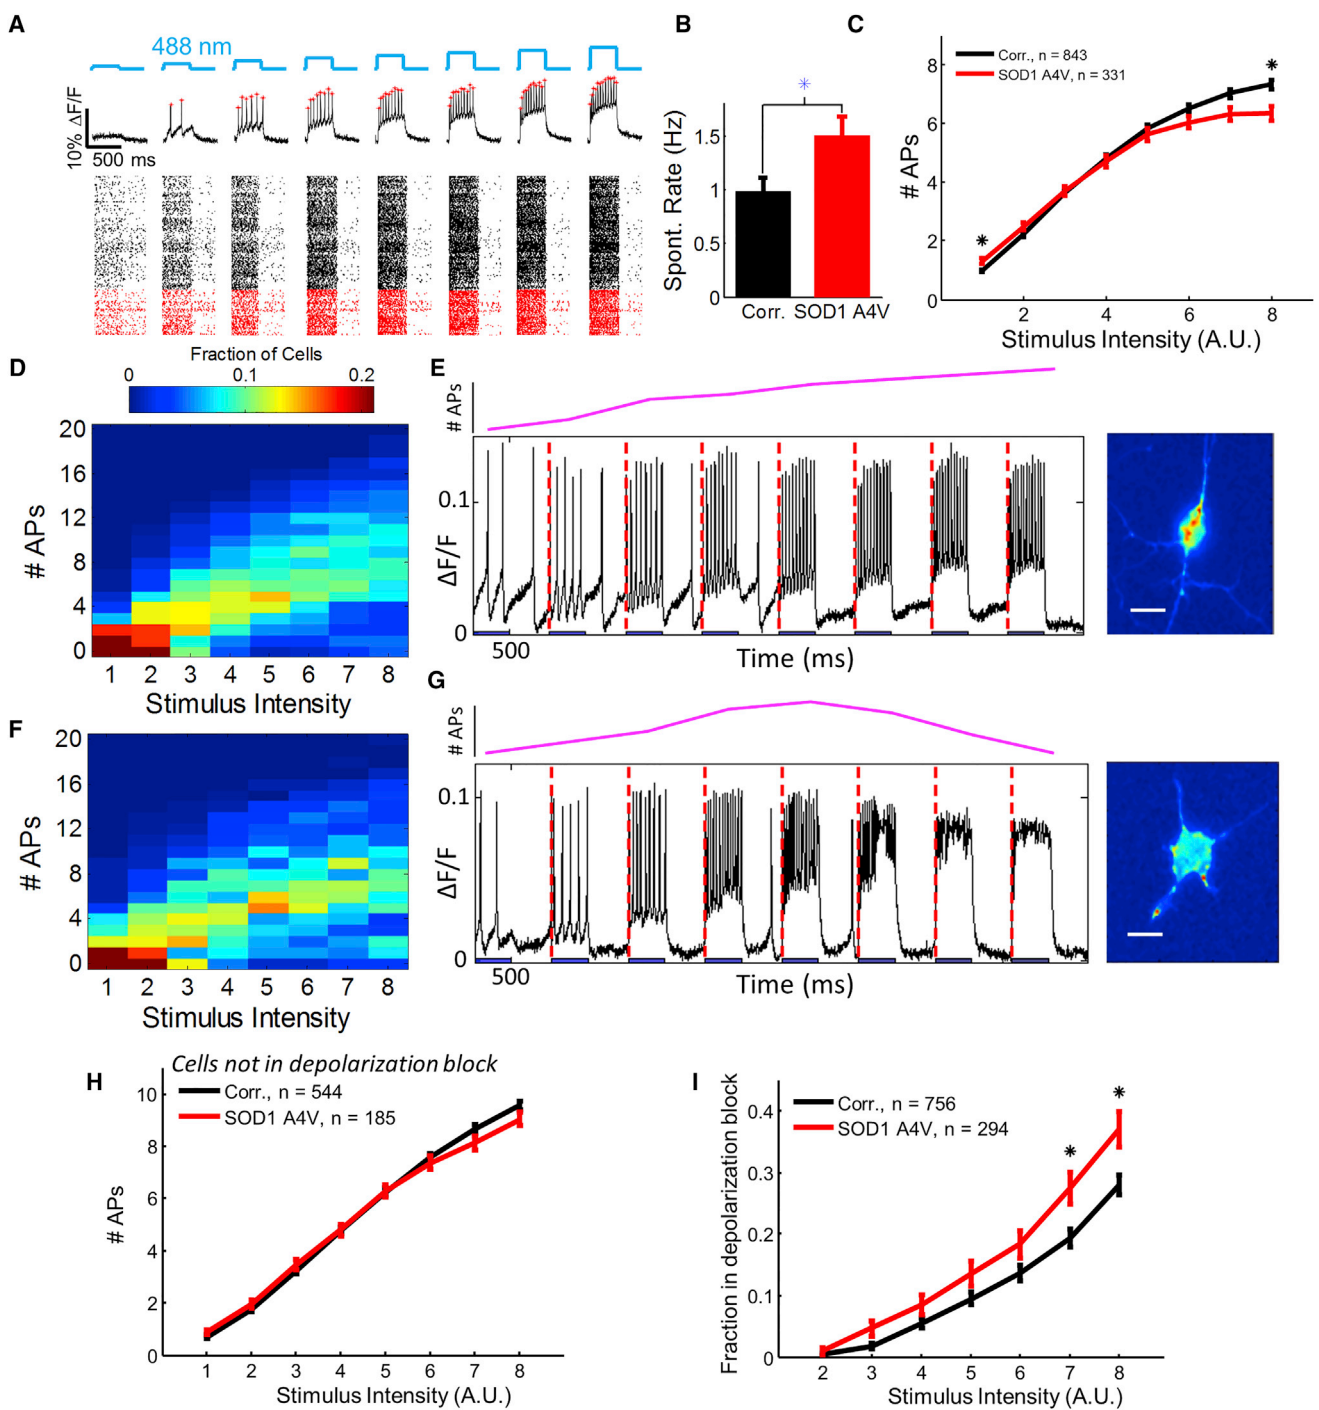 A
488 nm
10% ΔF/F
500 ms
B
Spont. Rate (Hz)
1.5
1
0.5
0
*
Corr. SOD1 A4V
C
Corr., n = 843
SOD1 A4V, n = 331
# APs
8
6
4
2
0
*
*
2 4 6 8
Stimulus Intensity (A.U.)
D
Fraction of Cells
0 0.1 0.2
# APs
20
16
12
8
4
0
1 2 3 4 5 6 7 8
Stimulus Intensity
E
# APs
ΔF/F
0.1
0
500
Time (ms)
F
# APs
20
16
12
8
4
0
1 2 3 4 5 6 7 8
Stimulus Intensity
G
# APs
ΔF/F
0.1
0
500
Time (ms)
H
Cells not in depolarization block
Corr., n = 544
SOD1 A4V, n = 185
# APs
10
8
6
4
2
0
1 2 3 4 5 6 7 8
Stimulus Intensity (A.U.)
I
Corr., n = 756
SOD1 A4V, n = 294
Fraction in depolarization block
0.4
0.3
0.2
0.1
0
*
*
2 3 4 5 6 7 8
Stimulus Intensity (A.U.)